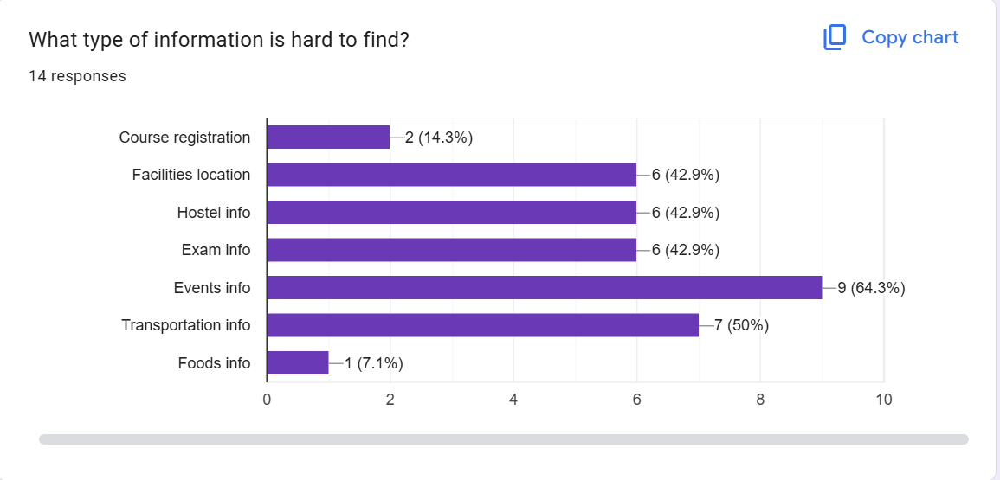 What type of information is hard to find?
Copy chart
14 responses
Course registration 2 (14.3%)
Facilities location 6 (42.9%)
Hostel info 6 (42.9%)
Exam info 6 (42.9%)
Events info 9 (64.3%)
Transportation info 7 (50%)
Foods info 1 (7.1%)
0 2 4 6 8 10